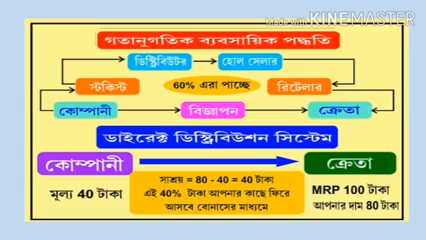 Made with KINEMASTER
গতানুগতিক ব্যবসায়িক পদ্ধতি
ডিস্ট্রিবিউটর হোল সেলার
স্টকিস্ট 60% এরা পাচ্ছে রিটেলার
কোম্পানী বিজ্ঞাপন ক্রেতা
ডাইরেক্ট ডিস্ট্রিবিউশন সিস্টেম
কোম্পানী ক্রেতা
মূল্য 40 টাকা
সাশ্রয় = 80 - 40 = 40 টাকা
এই 40% টাকা আপনার কাছে ফিরে
আসবে বোনাসের মাধ্যমে
MRP 100 টাকা
আপনার দাম 80 টাকা